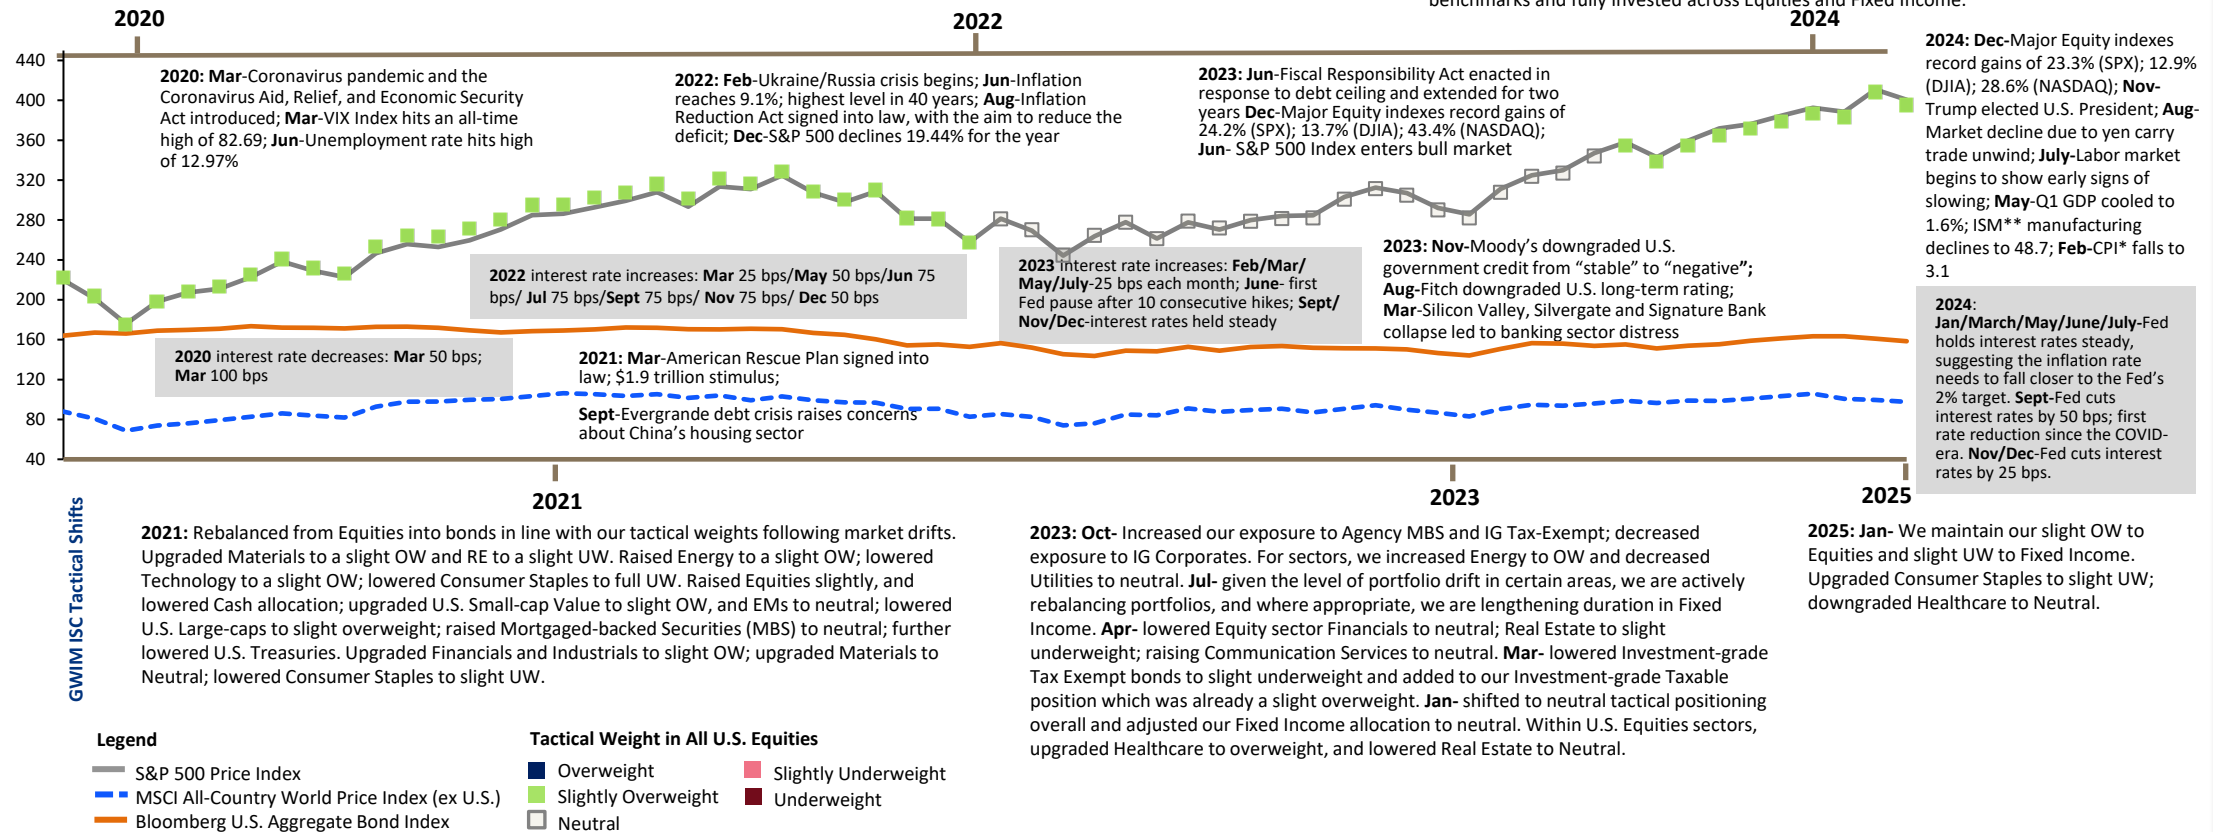 benchmarks and fully invested across Equities and Fixed Income.
2020
2022
2024
440
400
360
320
280
240
200
160
120
80
40
2020: Mar-Coronavirus pandemic and the
Coronavirus Aid, Relief, and Economic Security
Act introduced; Mar-VIX Index hits an all-time
high of 82.69; Jun-Unemployment rate hits high
of 12.97%
2022: Feb-Ukraine/Russia crisis begins; Jun-Inflation
reaches 9.1%; highest level in 40 years; Aug-Inflation
Reduction Act signed into law, with the aim to reduce the
deficit; Dec-S&P 500 declines 19.44% for the year
2023: Jun-Fiscal Responsibility Act enacted in
response to debt ceiling and extended for two
years Dec-Major Equity indexes record gains of
24.2% (SPX); 13.7% (DJIA); 43.4% (NASDAQ);
Jun- S&P 500 Index enters bull market
2024: Dec-Major Equity indexes
record gains of 23.3% (SPX); 12.9%
(DJIA); 28.6% (NASDAQ); Nov-
Trump elected U.S. President; Aug-
Market decline due to yen carry
trade unwind; July-Labor market
begins to show early signs of
slowing; May-Q1 GDP cooled to
1.6%; ISM** manufacturing
declines to 48.7; Feb-CPI* falls to
3.1
2022 interest rate increases: Mar 25 bps/May 50 bps/Jun 75
bps/ Jul 75 bps/Sept 75 bps/ Nov 75 bps/ Dec 50 bps
2023 interest rate increases: Feb/Mar/
May/July-25 bps each month; June- first
Fed pause after 10 consecutive hikes; Sept/
Nov/Dec-interest rates held steady
2023: Nov-Moody's downgraded U.S.
government credit from "stable" to "negative";
Aug-Fitch downgraded U.S. long-term rating;
Mar-Silicon Valley, Silvergate and Signature Bank
collapse led to banking sector distress
2020 interest rate decreases: Mar 50 bps;
Mar 100 bps
2021: Mar-American Rescue Plan signed into
law; $1.9 trillion stimulus;
Sept-Evergrande debt crisis raises concerns
about China's housing sector
2024:
Jan/March/May/June/July-Fed
holds interest rates steady,
suggesting the inflation rate
needs to fall closer to the Fed's
2% target. Sept-Fed cuts
interest rates by 50 bps; first
rate reduction since the COVID-
era. Nov/Dec-Fed cuts interest
rates by 25 bps.
2021
2023
2025
GWIM ISC Tactical Shifts
2021: Rebalanced from Equities into bonds in line with our tactical weights following market drifts.
Upgraded Materials to a slight OW and RE to a slight UW. Raised Energy to a slight OW; lowered
Technology to a slight OW; lowered Consumer Staples to full UW. Raised Equities slightly, and
lowered Cash allocation; upgraded U.S. Small-cap Value to slight OW, and EMs to neutral; lowered
U.S. Large-caps to slight overweight; raised Mortgaged-backed Securities (MBS) to neutral; further
lowered U.S. Treasuries. Upgraded Financials and Industrials to slight OW; upgraded Materials to
Neutral; lowered Consumer Staples to slight UW.
2023: Oct- Increased our exposure to Agency MBS and IG Tax-Exempt; decreased
exposure to IG Corporates. For sectors, we increased Energy to OW and decreased
Utilities to neutral. Jul- given the level of portfolio drift in certain areas, we are actively
rebalancing portfolios, and where appropriate, we are lengthening duration in Fixed
Income. Apr- lowered Equity sector Financials to neutral; Real Estate to slight
underweight; raising Communication Services to neutral. Mar- lowered Investment-grade
Tax Exempt bonds to slight underweight and added to our Investment-grade Taxable
position which was already a slight overweight. Jan- shifted to neutral tactical positioning
overall and adjusted our Fixed Income allocation to neutral. Within U.S. Equities sectors,
upgraded Healthcare to overweight, and lowered Real Estate to Neutral.
2025: Jan- We maintain our slight OW to
Equities and slight UW to Fixed Income.
Upgraded Consumer Staples to slight UW;
downgraded Healthcare to Neutral.
Legend
S&P 500 Price Index
MSCI All-Country World Price Index (ex U.S.)
Bloomberg U.S. Aggregate Bond Index
Tactical Weight in All U.S. Equities
Overweight
Slightly Overweight
Neutral
Slightly Underweight
Underweight